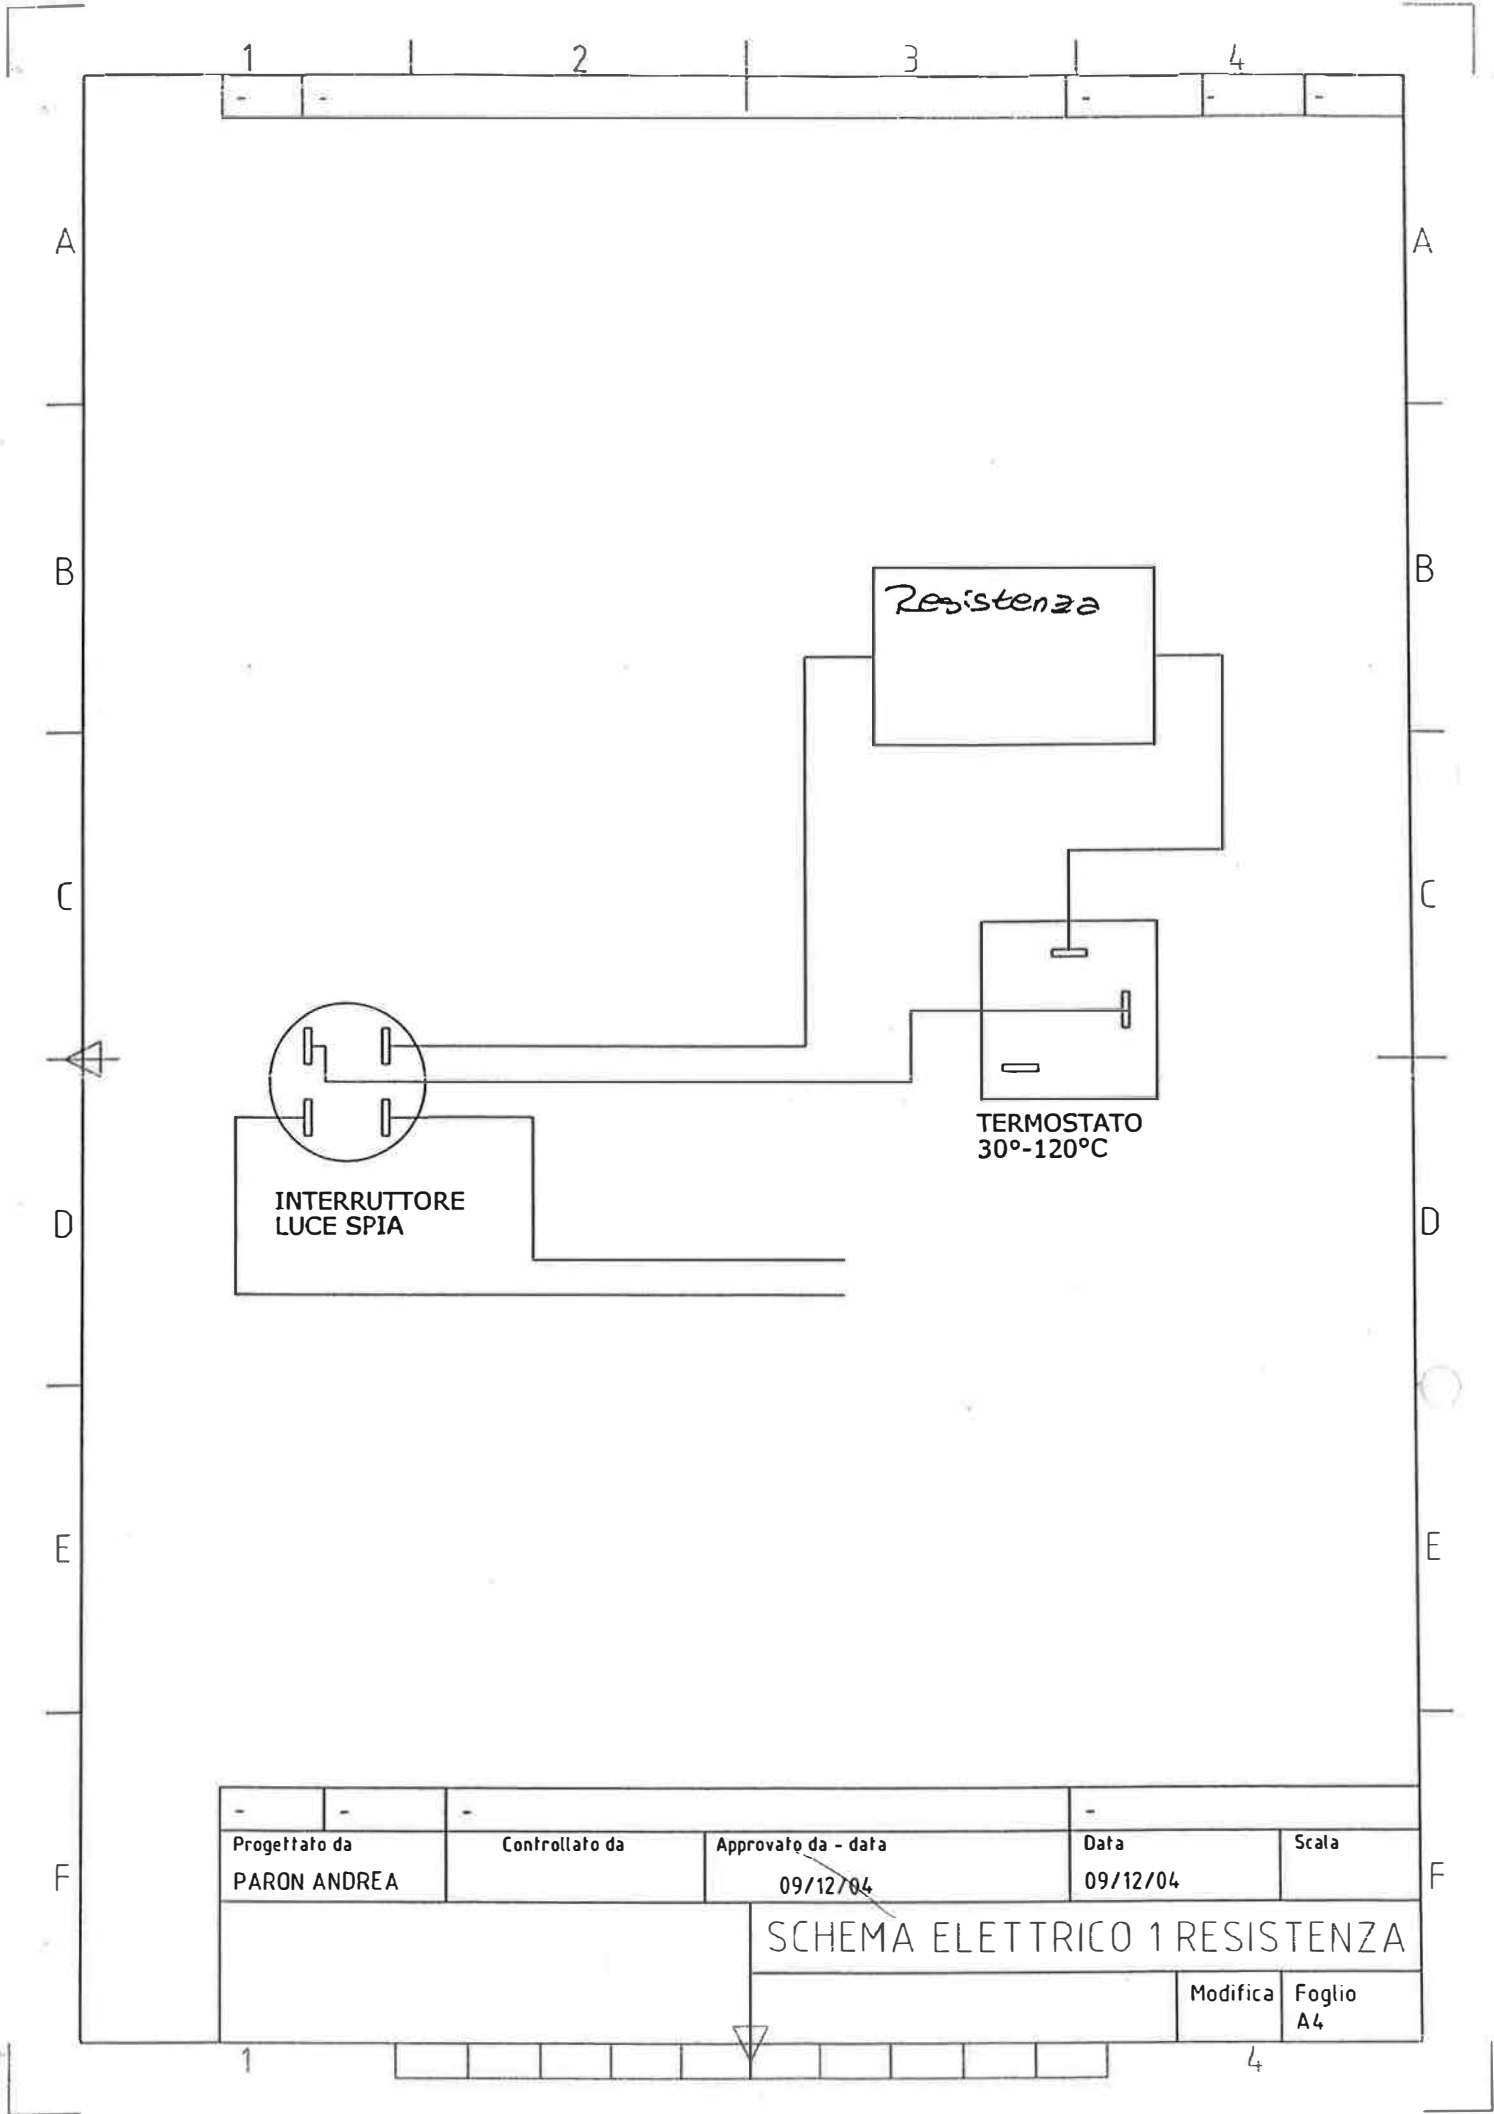 1 2 3 4
- - - - -
A A
B B
Resistenza
C C
TERMOSTATO
30°-120°C
INTERRUTTORE
LUCE SPIA
D D
E E
- - - -
Progettato da Controllato da Approvato da - data Data Scala
PARON ANDREA 09/12/04 09/12/04
F F
SCHEMA ELETTRICO 1 RESISTENZA
Modifica Foglio
A4
1 4